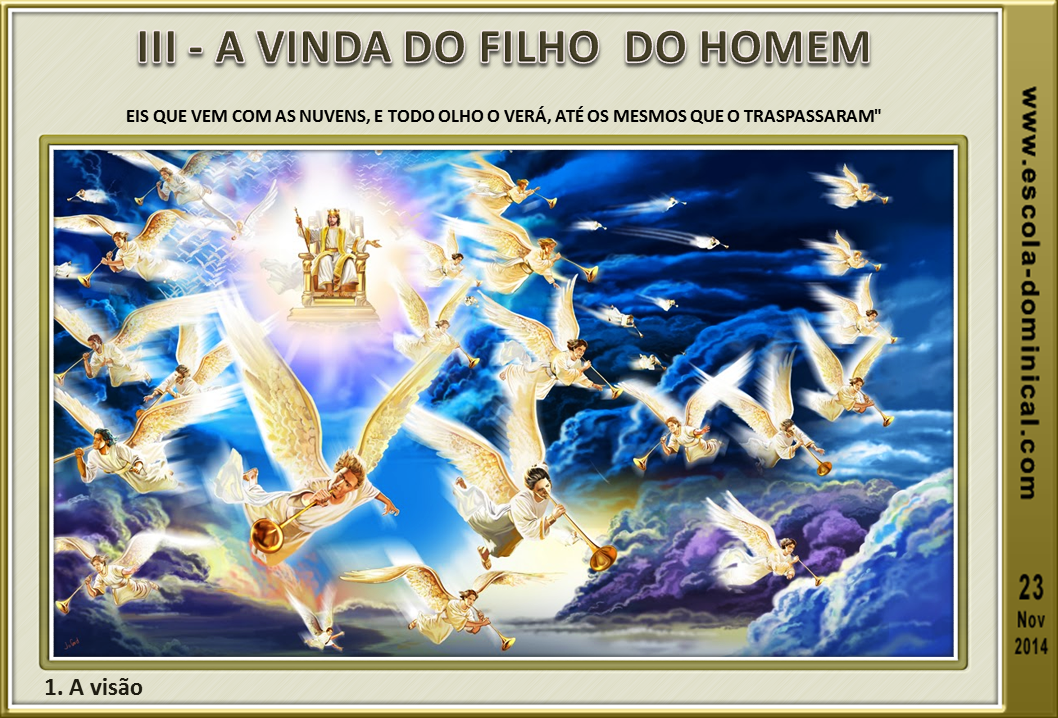 III - A VINDA DO FILHO DO HOMEM
EIS QUE VEM COM AS NUVENS, E TODO OLHO O VERÁ, ATÉ OS MESMOS QUE O TRASPASSARAM"
1. A visão
www.escola-dominical.com
23
Nov
2014